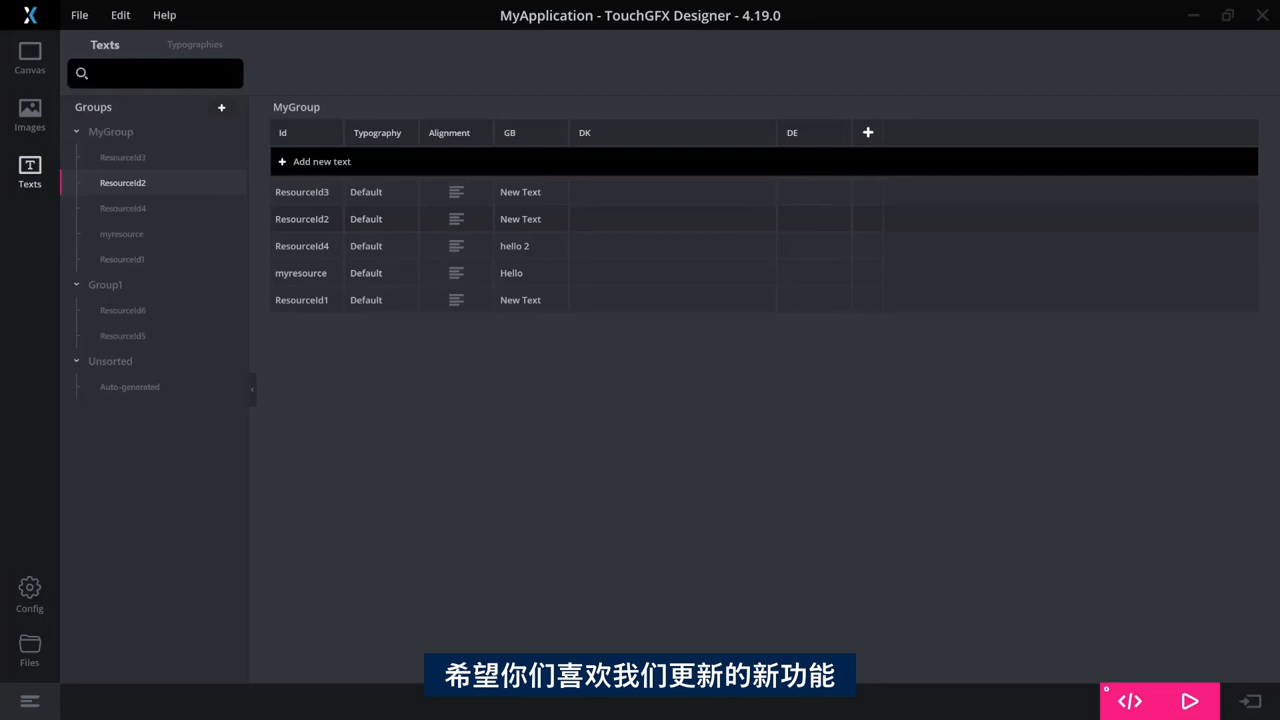 File Edit Help
MyApplication - TouchGFX Designer - 4.19.0
Canvas
Images
Texts
Config
Files
Texts Typographies
Groups
MyGroup
ResourceId3
ResourceId2
ResourceId4
myresource
ResourceId1
Group1
ResourceId6
ResourceId5
Unsorted
Auto-generated
MyGroup
Id Typography Alignment GB DK DE
Add new text
ResourceId3 Default New Text
ResourceId2 Default New Text
ResourceId4 Default hello 2
myresource Default Hello
ResourceId1 Default New Text
希望你们喜欢我们更新的新功能